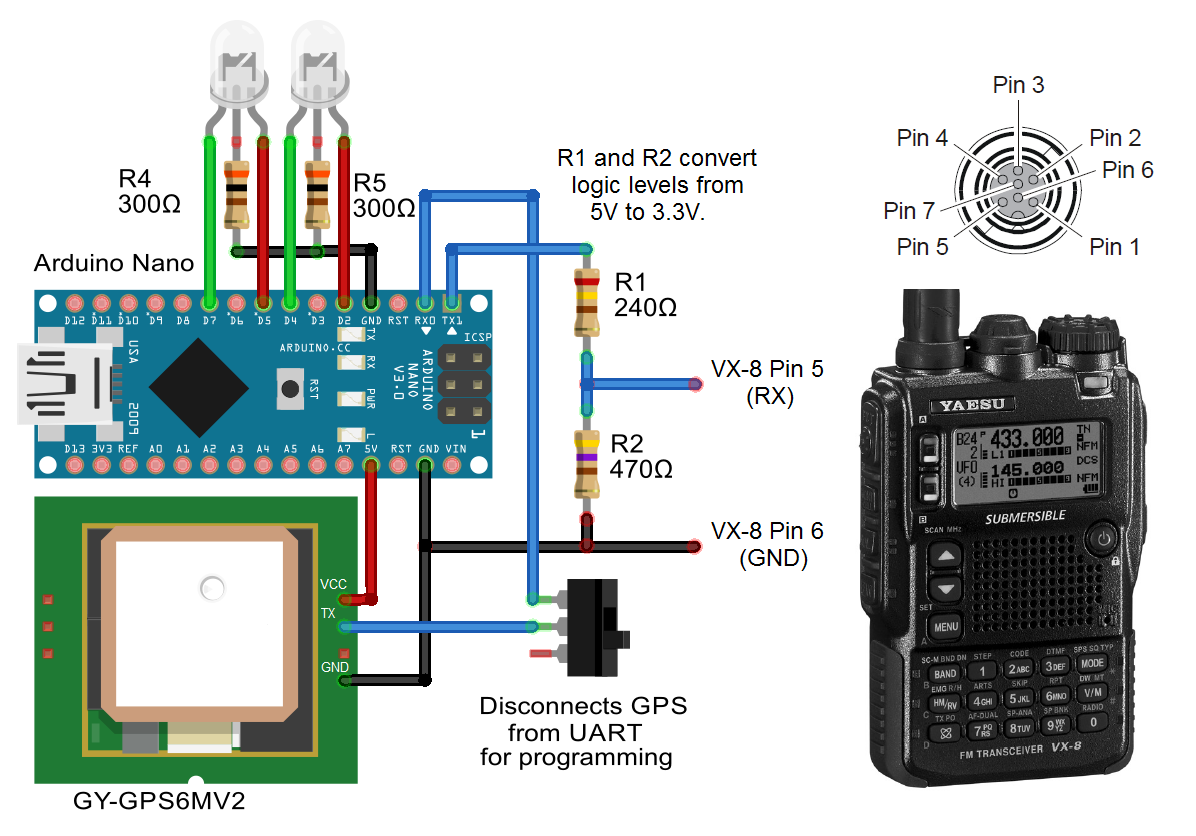 R4
300Ω
R5
300Ω
R1 and R2 convert
logic levels from
5V to 3.3V.
Pin 3
Pin 4
Pin 2
Pin 6
Pin 7
Pin 5
Pin 1
Arduino Nano
D12 D11 D10 D9 D8 D7 D6 D5 D4 D3 D2 GND RST RX0 TX1
USA
2009
ARDUINO.CC
RST
TX
RX
PWR
L
ARDUINO
NANO
V3.0
ICSP
1
D13 3V3 REF A0 A1 A2 A3 A4 A5 A6 A7 5V RST GND VIN
R1
240Ω
VX-8 Pin 5
(RX)
R2
470Ω
VX-8 Pin 6
(GND)
VCC
TX
GND
GY-GPS6MV2
Disconnects GPS
from UART
for programming
YAESU
A
B
B24 P 433.000 TN
2 L1 5 9 NFM
VFO 145.000 DCS
(4) HI 5 9 NFM
SUBMERSIBLE
SCAN MHz
SET
MENU
A
SC-M BND DN STEP CODE DTMF SPS SQ TYP
BAND 1 2ABC 3DEF MODE
EMG R/H ARTS SKIP RPT DW MT
HM/RV 4GHI 5JKL 6MNO V/M
TX PO AF-DUAL SP-ANA SP BNK RADIO
7PQRS 8TUV 9WXYZ 0
FM TRANSCEIVER VX-8